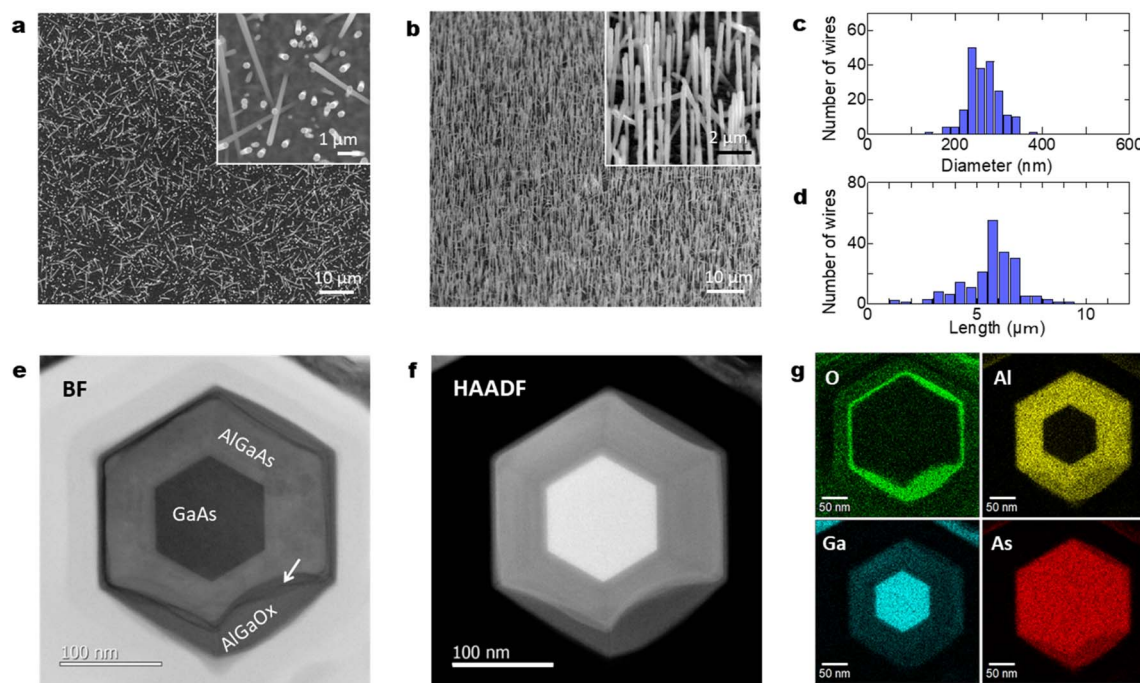 a
1 µm
10 µm
b
2 µm
10 µm
c
Number of wires
60
40
20
0
200
400
600
Diameter (nm)
d
Number of wires
80
40
0
0
5
10
Length (µm)
e
BF
AlGaAs
GaAs
AlGaOx
100 nm
f
HAADF
100 nm
g
O
50 nm
Al
50 nm
Ga
50 nm
As
50 nm